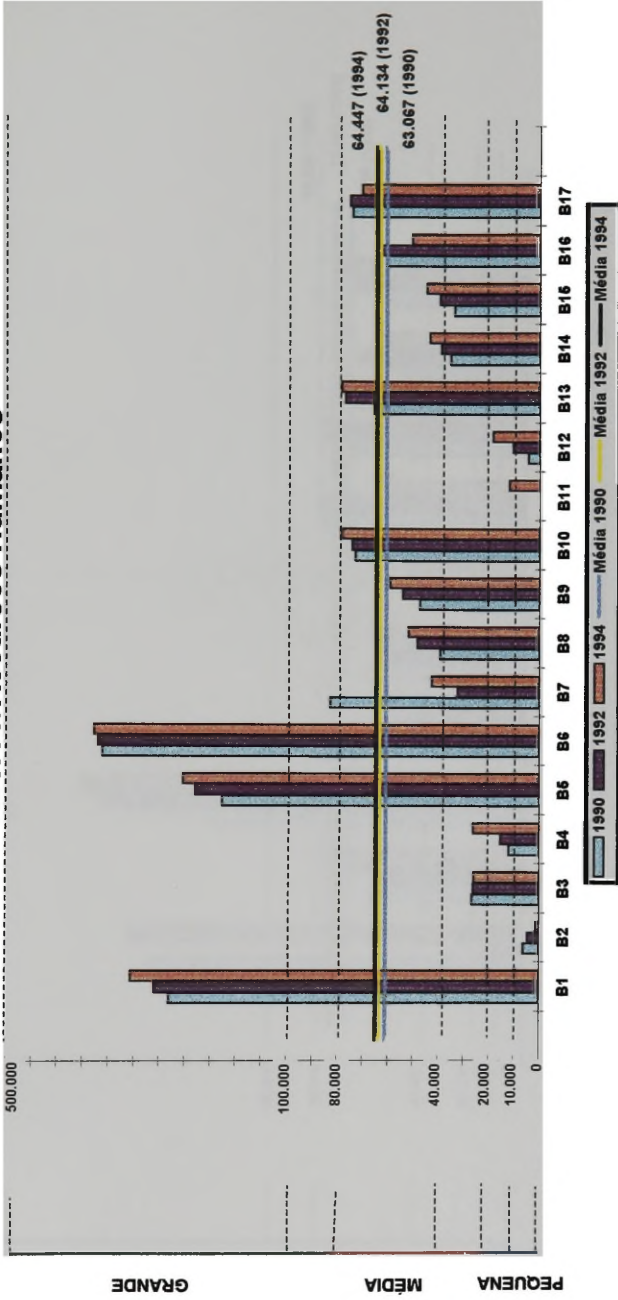 500.000
100.000
80.000
40.000
20.000
10.000
0
GRANDE
MÉDIA
PEQUENA
64.447 (1994)
64.134 (1992)
63.067 (1990)
B1 B2 B3 B4 B5 B6 B7 B8 B9 B10 B11 B12 B13 B14 B15 B16 B17
1990 1992 1994 Média 1990 Média 1992 Média 1994